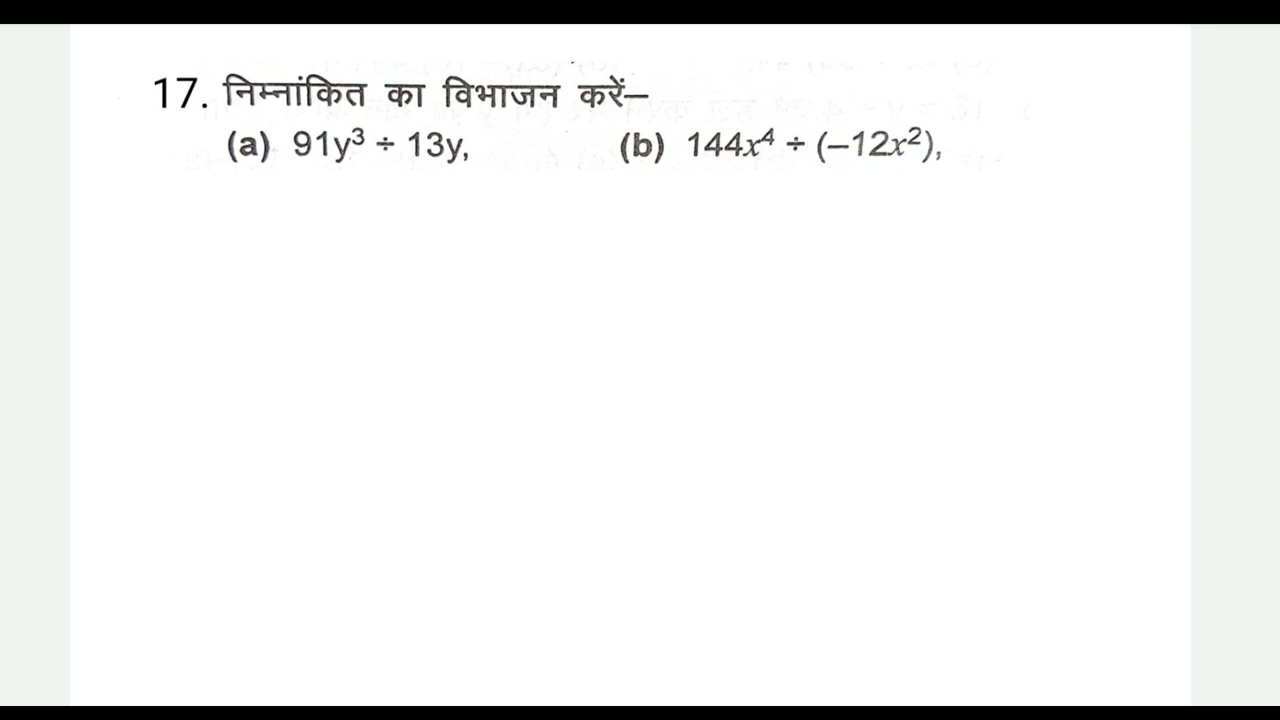 17. निम्नांकित का विभाजन करें–
(a) 91y³ ÷ 13y, (b) 144x⁴ ÷ (–12x²),